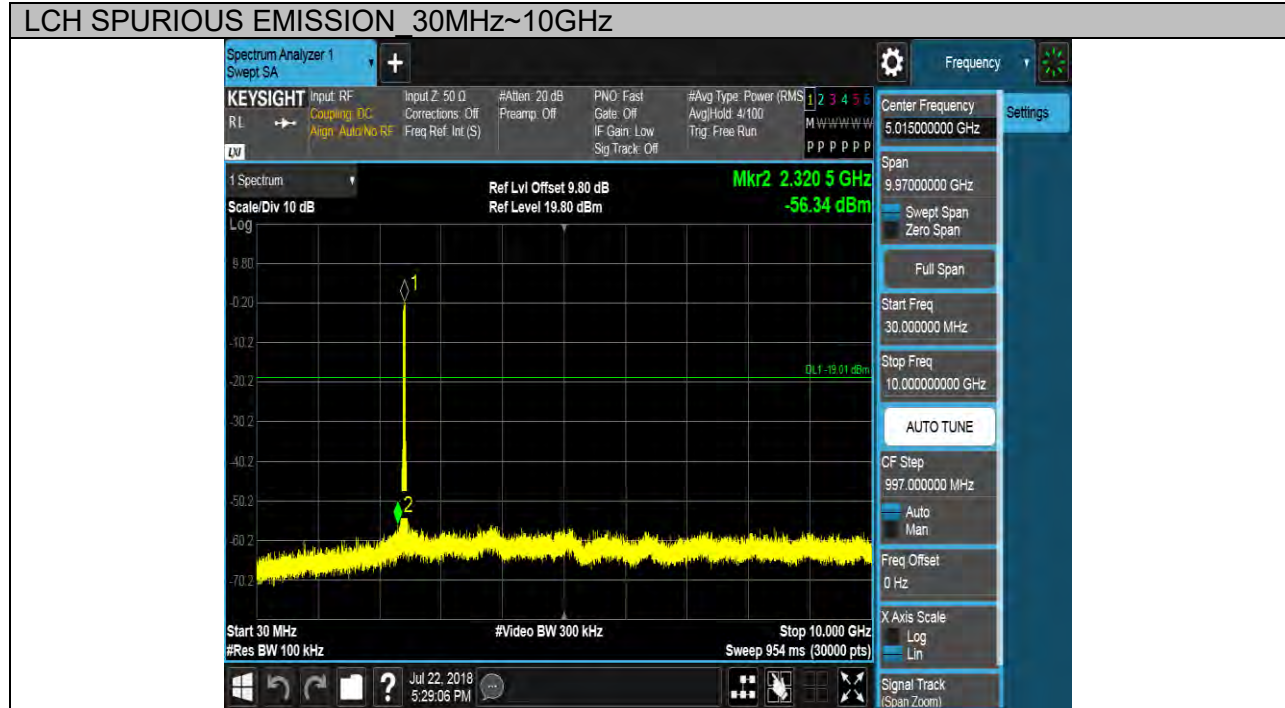 LCH SPURIOUS EMISSION_30MHz~10GHz
Spectrum Analyzer 1
Swept SA
+
Frequency
KEYSIGHT
RL
LXI
Input: RF
Coupling: DC
Align: Auto/No RF
Input Z: 50 Ω
Corrections: Off
Freq Ref: Int (S)
#Atten: 20 dB
Preamp: Off
PNO: Fast
Gate: Off
IF Gain: Low
Sig Track: Off
#Avg Type: Power (RMS
Avg|Hold: 4/100
Trig: Free Run
1 2 3 4 5 6
M W W W W W
P P P P P P
1 Spectrum
Scale/Div 10 dB
Log
Ref Lvl Offset 9.80 dB
Ref Level 19.80 dBm
Mkr2 2.320 5 GHz
-56.34 dBm
9.80
-0.20
-10.2
-20.2
-30.2
-40.2
-50.2
-60.2
-70.2
1
2
DL1 -19.01 dBm
Start 30 MHz
#Res BW 100 kHz
#Video BW 300 kHz
Stop 10.000 GHz
Sweep 954 ms (30000 pts)
Center Frequency
5.015000000 GHz
Span
9.97000000 GHz
Swept Span
Zero Span
Full Span
Start Freq
30.000000 MHz
Stop Freq
10.000000000 GHz
AUTO TUNE
CF Step
997.000000 MHz
Auto
Man
Freq Offset
0 Hz
X Axis Scale
Log
Lin
Signal Track
(Span Zoom)
Settings
?
Jul 22, 2018
5:29:06 PM